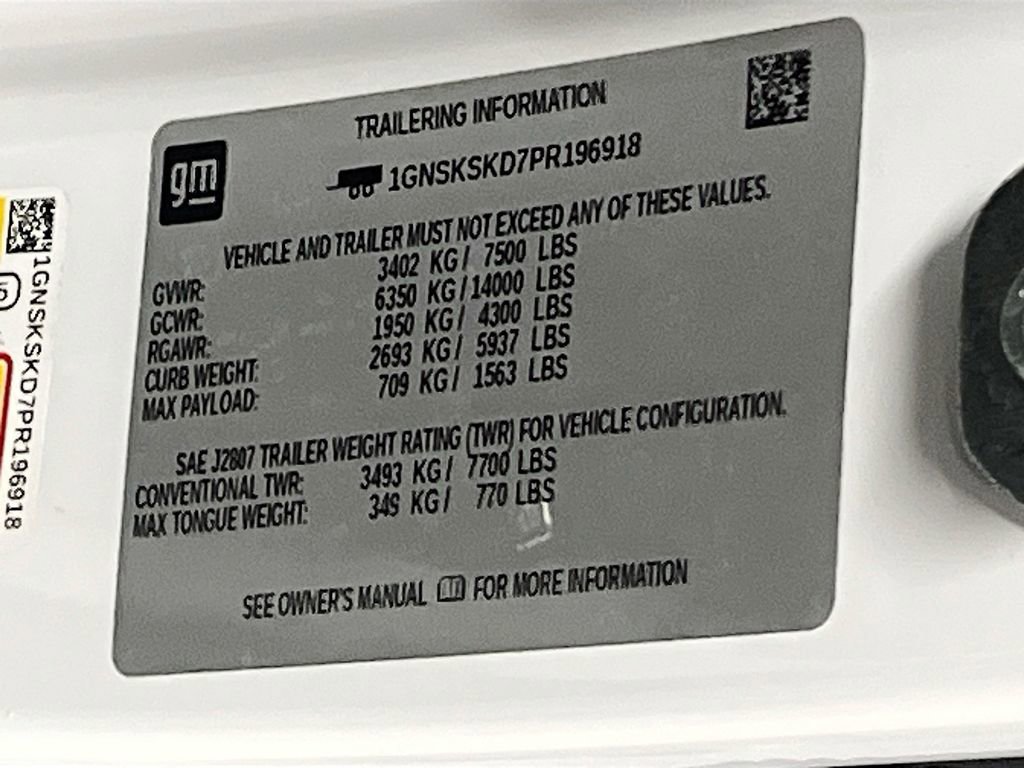 gm
TRAILERING INFORMATION
1GNSKSKD7PR196918
VEHICLE AND TRAILER MUST NOT EXCEED ANY OF THESE VALUES.
GVWR: 3402 KG/ 7500 LBS
GCWR: 6350 KG/14000 LBS
RGAWR: 1950 KG/ 4300 LBS
CURB WEIGHT: 2693 KG/ 5937 LBS
MAX PAYLOAD: 709 KG/ 1563 LBS
SAE J2807 TRAILER WEIGHT RATING (TWR) FOR VEHICLE CONFIGURATION.
CONVENTIONAL TWR: 3493 KG/ 7700 LBS
MAX TONGUE WEIGHT: 349 KG/ 770 LBS
SEE OWNER'S MANUAL FOR MORE INFORMATION
1GNSKSKD7PR196918